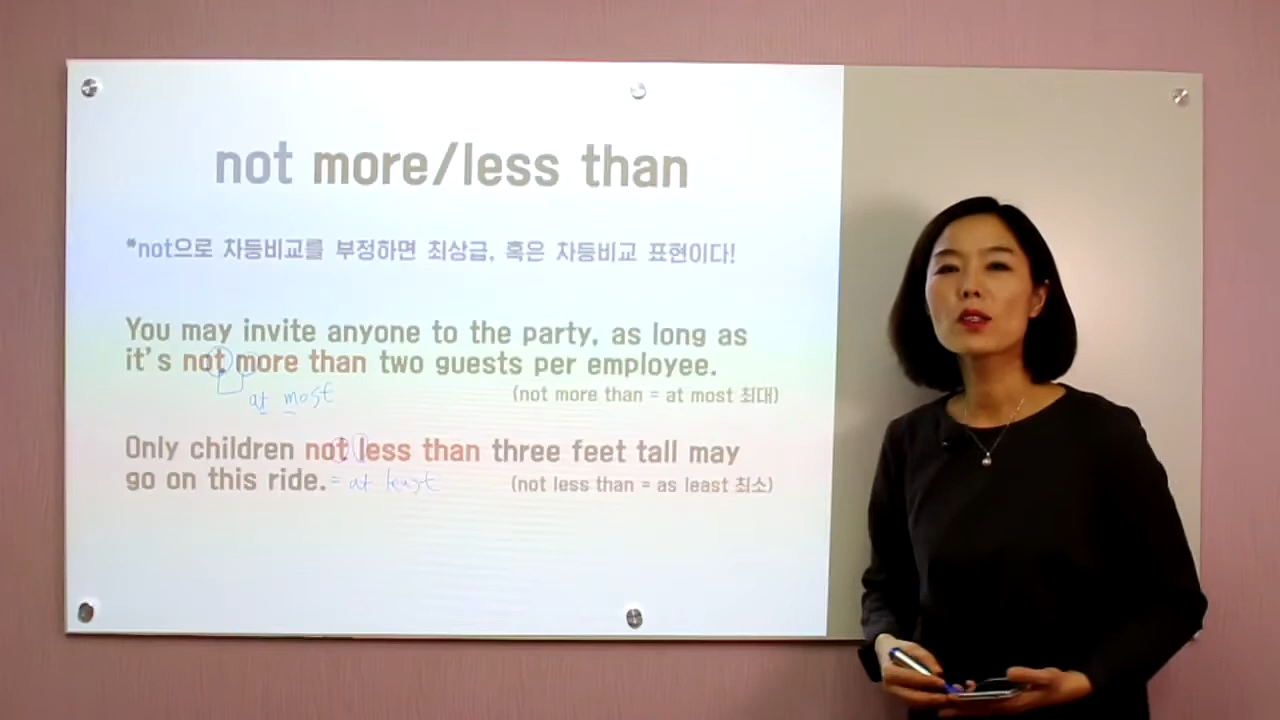 not more/less than
*not으로 차등비교를 부정하면 최상급, 혹은 차등비교 표현이다!
You may invite anyone to the party, as long as
it's not more than two guests per employee.
at most
(not more than = at most 최대)
Only children not less than three feet tall may
go on this ride.
= at least
(not less than = as least 최소)